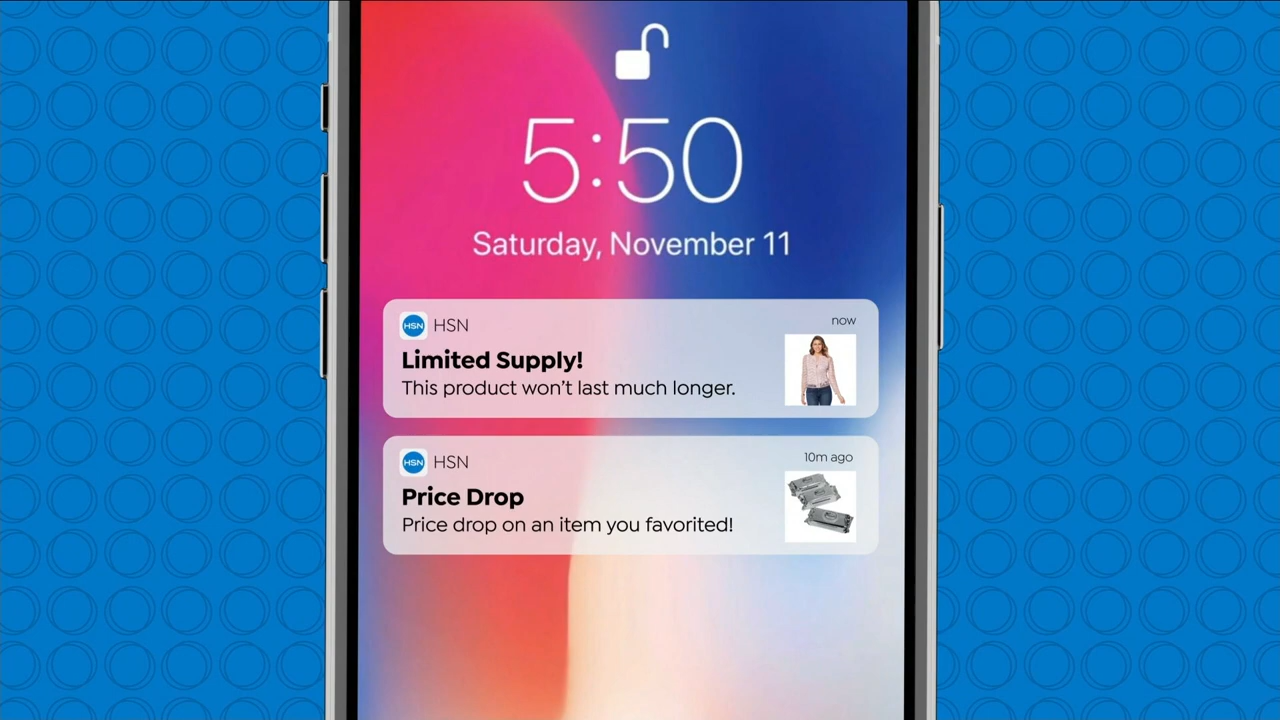 5:50
Saturday, November 11
HSN HSN
now
Limited Supply!
This product won't last much longer.
HSN HSN
10m ago
Price Drop
Price drop on an item you favorited!